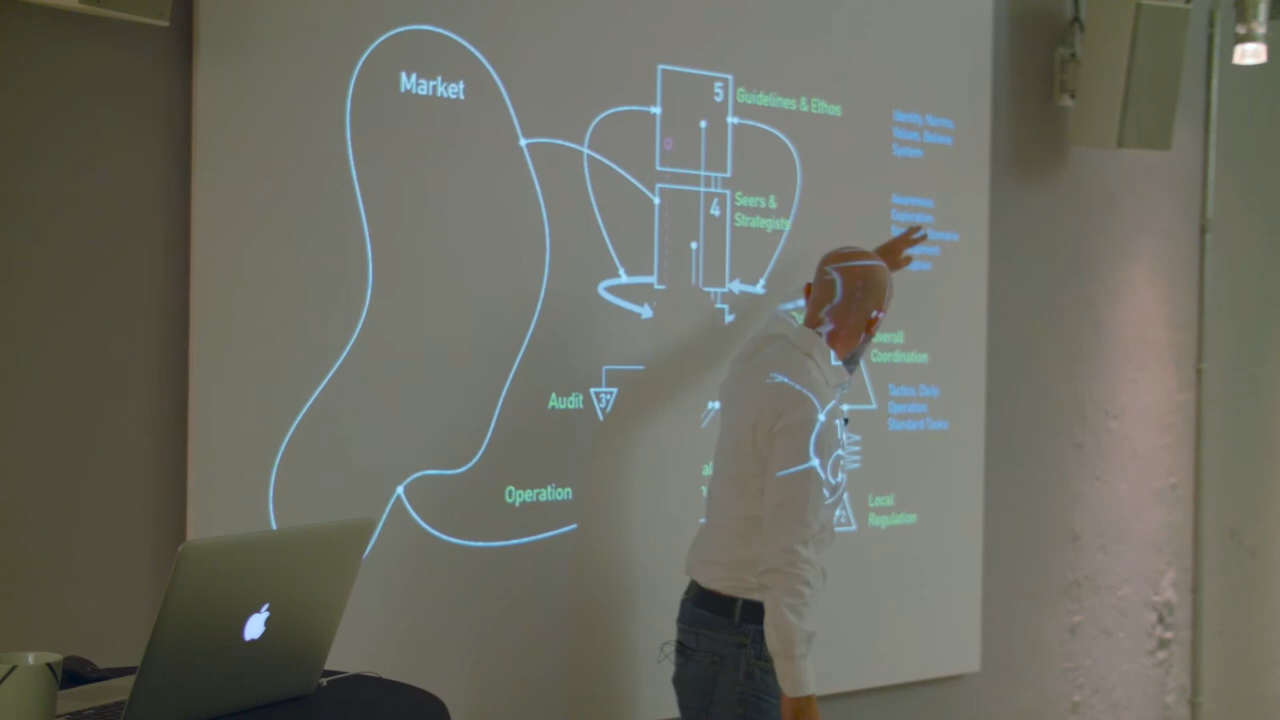 Market
5
Guidelines & Ethos
Identity, Norms
Values, Believe
System
4
Seers &
Strategists
Awareness
Exploration
Overall
Coordination
Audit
3*
Tactics, Daily
Operation
Standard Tasks
1
Operation
Local
Regulation